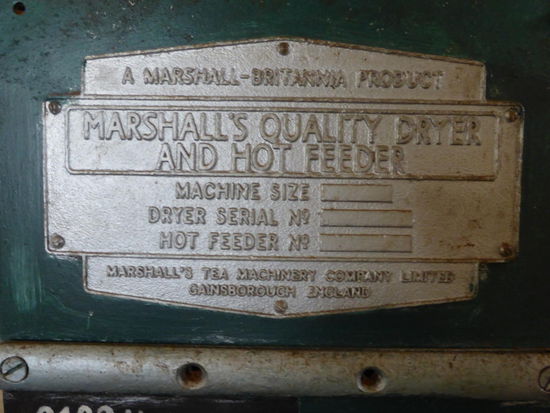 A MARSHALL-BRITANNIA PRODUCT
MARSHALL'S QUALITY DRYER
AND HOT FEEDER
MACHINE SIZE
DRYER SERIAL Nº
HOT FEEDER Nº
MARSHALL'S TEA MACHINERY COMPANY LIMITED
GAINSBOROUGH ENGLAND